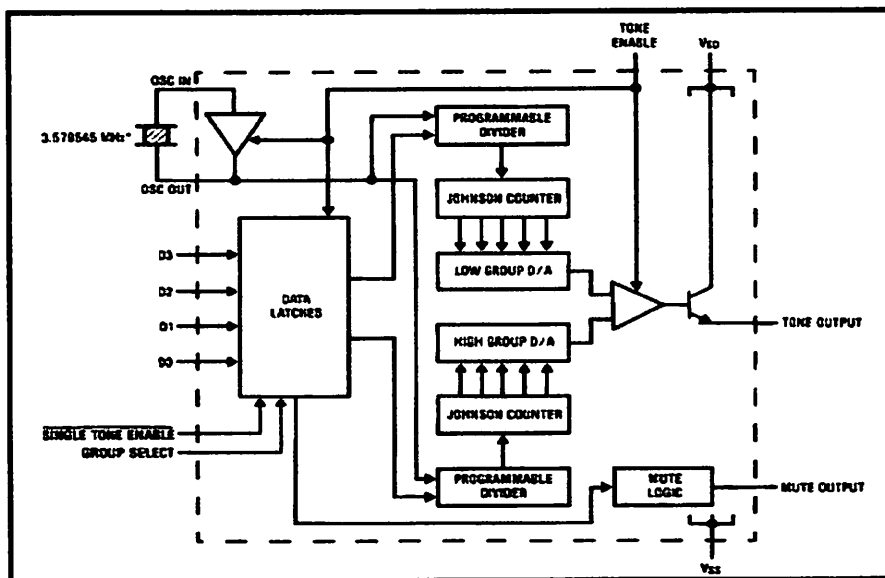 TONE
ENABLE
VDD
OSC IN
3.579545 MHz*
OSC OUT
PROGRAMMABLE
DIVIDER
JOHNSON COUNTER
LOW GROUP D/A
D3
D2
D1
D0
DATA
LATCHES
HIGH GROUP D/A
TONE OUTPUT
JOHNSON COUNTER
SINGLE TONE ENABLE
GROUP SELECT
PROGRAMMABLE
DIVIDER
MUTE
LOGIC
MUTE OUTPUT
VSS